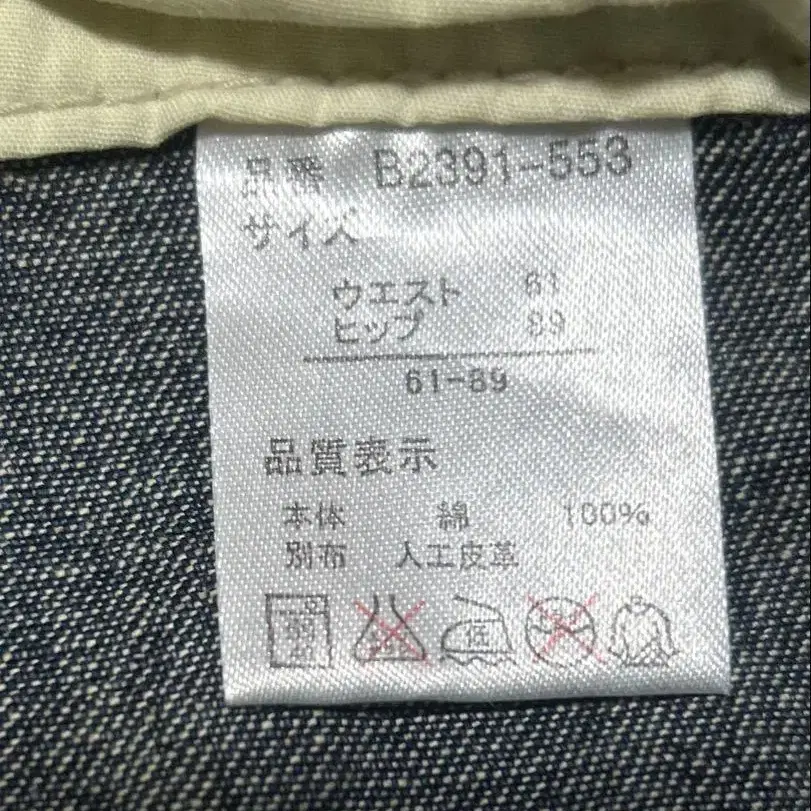 品番 B2391-553
サイズ
ウエスト 61
ヒップ 89
61-89
品質表示
本体 綿 100%
別布 人工皮革
低